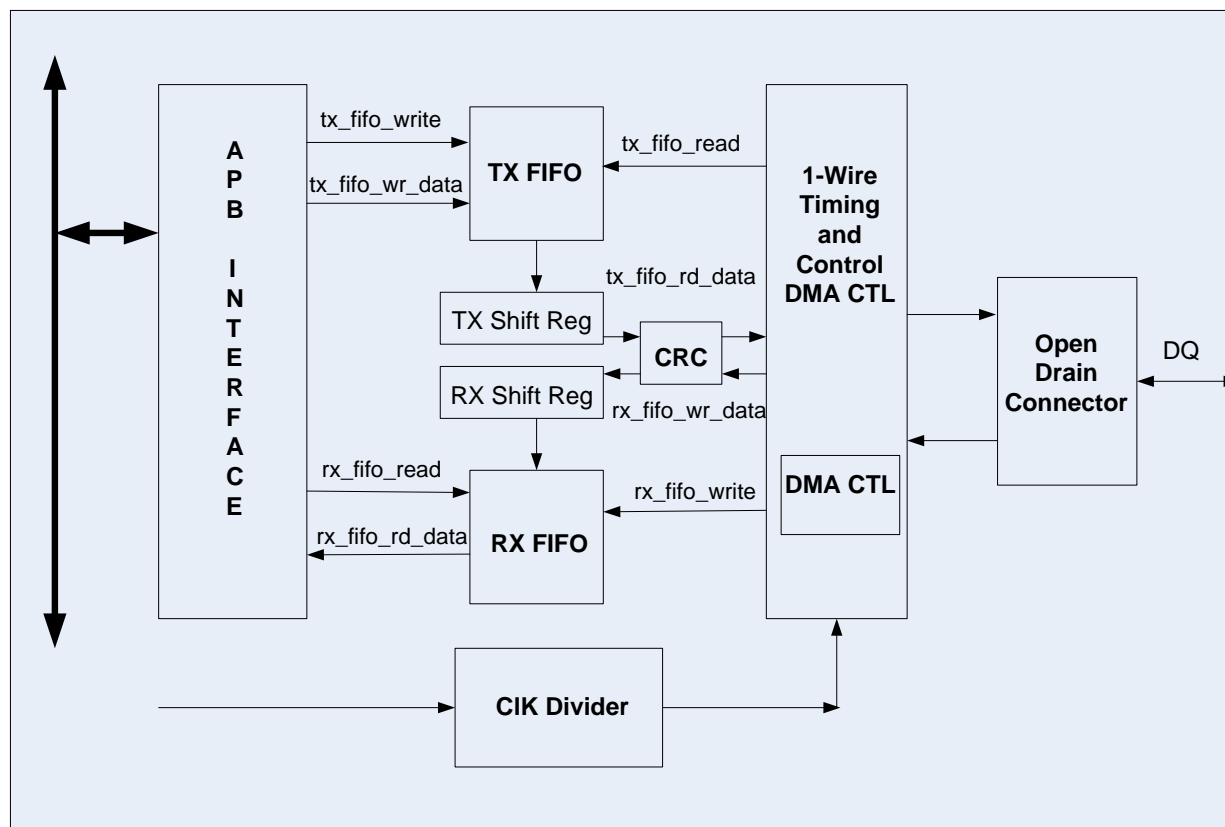 A
P
B
I
N
T
E
R
F
A
C
E
tx_fifo_write
tx_fifo_wr_data
TX FIFO
tx_fifo_read
1-Wire
Timing
and
Control
DMA CTL
tx_fifo_rd_data
TX Shift Reg
CRC
RX Shift Reg
rx_fifo_wr_data
Open
Drain
Connector
DQ
rx_fifo_read
rx_fifo_rd_data
RX FIFO
rx_fifo_write
DMA CTL
ClK Divider